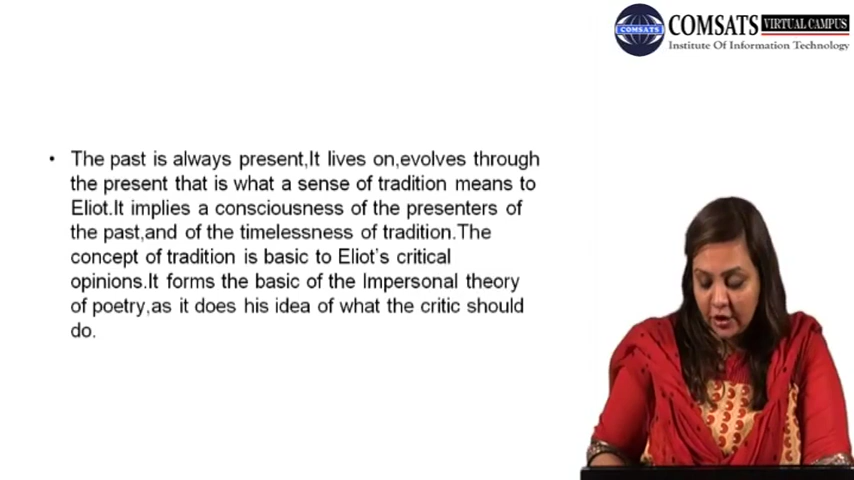 COMSATS VIRTUAL CAMPUS
Institute Of Information Technology
COMSATS
• The past is always present,It lives on,evolves through
the present that is what a sense of tradition means to
Eliot.It implies a consciousness of the presenters of
the past,and of the timelessness of tradition.The
concept of tradition is basic to Eliot's critical
opinions.It forms the basic of the Impersonal theory
of poetry,as it does his idea of what the critic should
do.